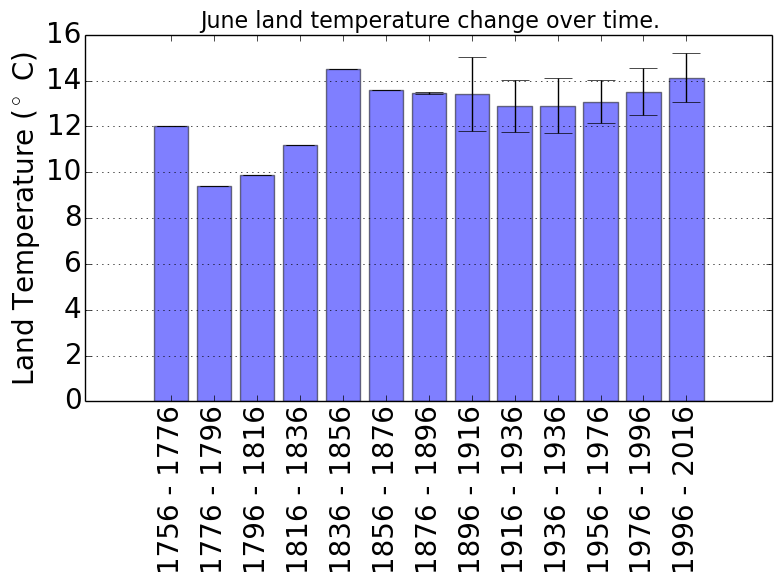 June land temperature change over time.
Land Temperature (° C)
16
14
12
10
8
6
4
2
0
1756 - 1776
1776 - 1796
1796 - 1816
1816 - 1836
1836 - 1856
1856 - 1876
1876 - 1896
1896 - 1916
1916 - 1936
1936 - 1936
1956 - 1976
1976 - 1996
1996 - 2016